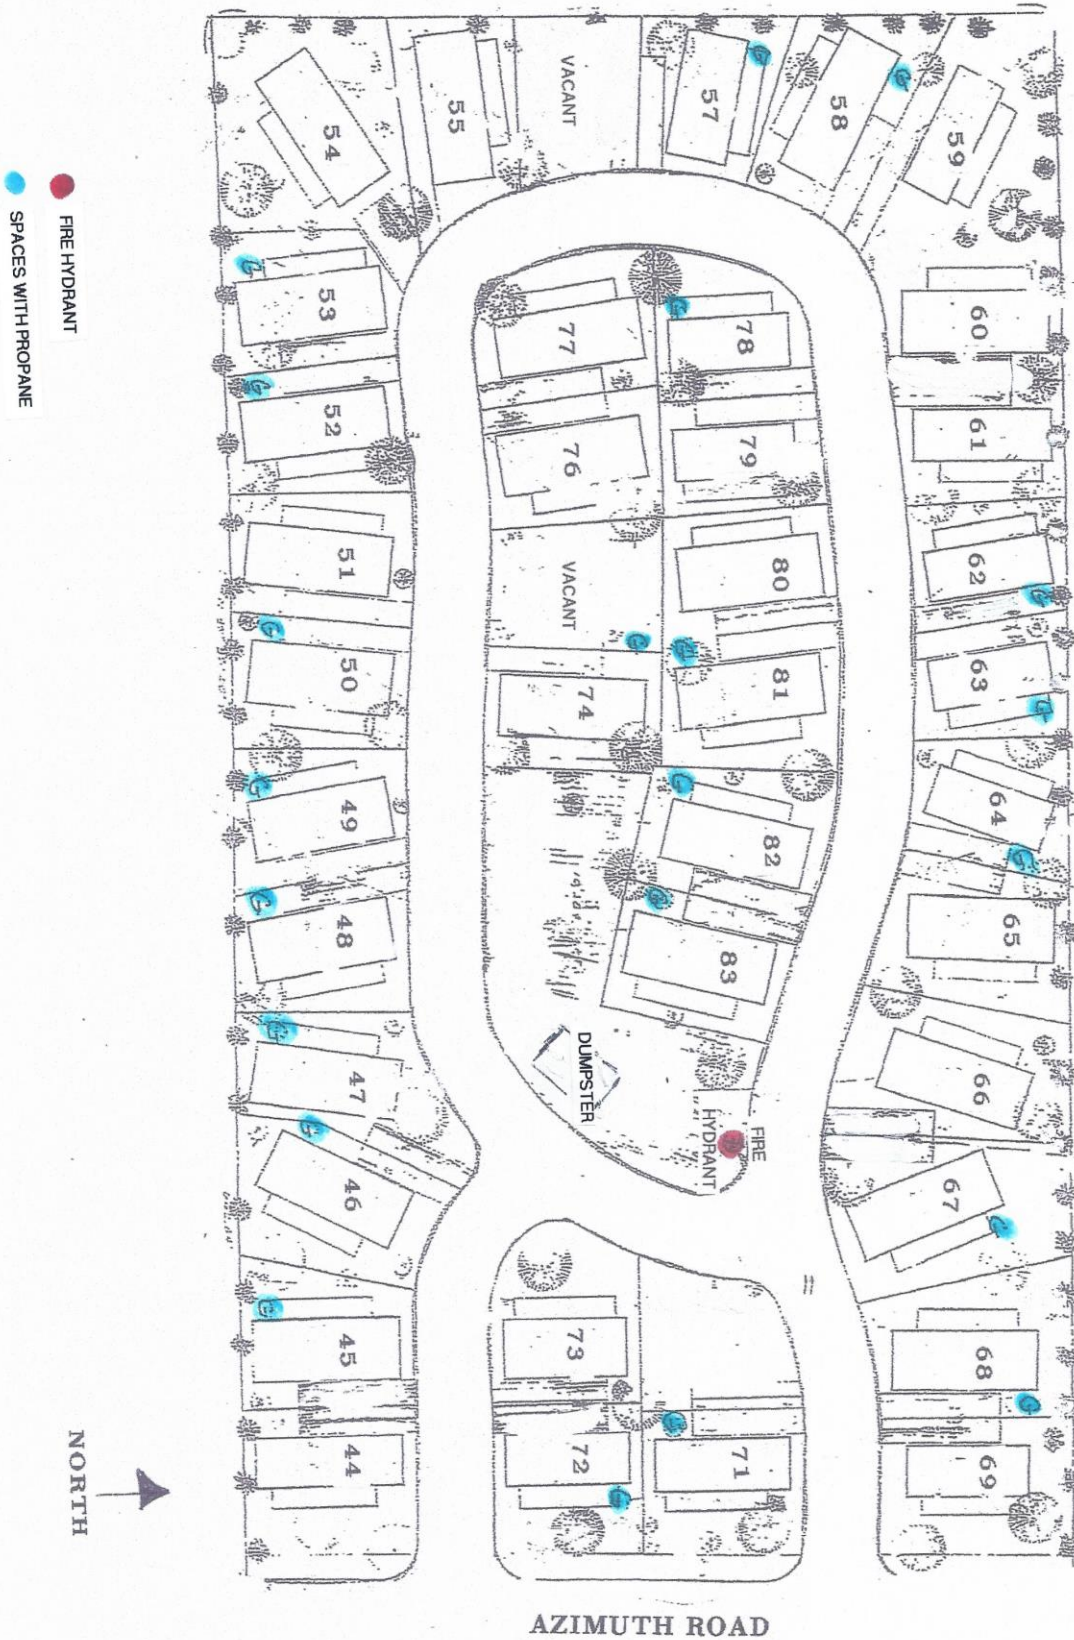 54
55
VACANT
57
58
59
FIRE HYDRANT
SPACES WITH PROPANE
G
G
53
G
52
G
51
50
G
49
G
48
G
47
G
46
G
45
G
44
77
78
G
76
79
VACANT
80
G
74
81
G
82
G
83
G
DUMPSTER
FIRE
HYDRANT
73
72
G
71
G
60
61
62
G
63
G
64
G
65
66
67
G
68
G
69
NORTH
AZIMUTH ROAD